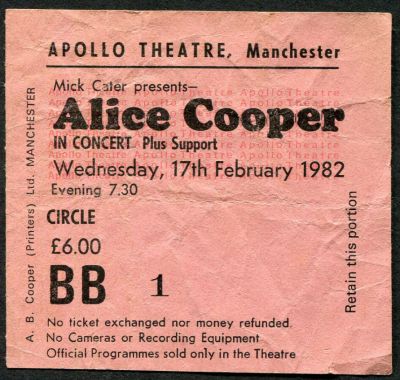 APOLLO THEATRE, Manchester
Mick Cater presents-
Alice Cooper
IN CONCERT Plus Support
Wednesday, 17th February 1982
Evening 7.30
CIRCLE
£6.00
BB 1
No ticket exchanged nor money refunded.
No Cameras or Recording Equipment
Official Programmes sold only in the Theatre
A. B. Cooper (Printers) Ltd. MANCHESTER
Retain this portion